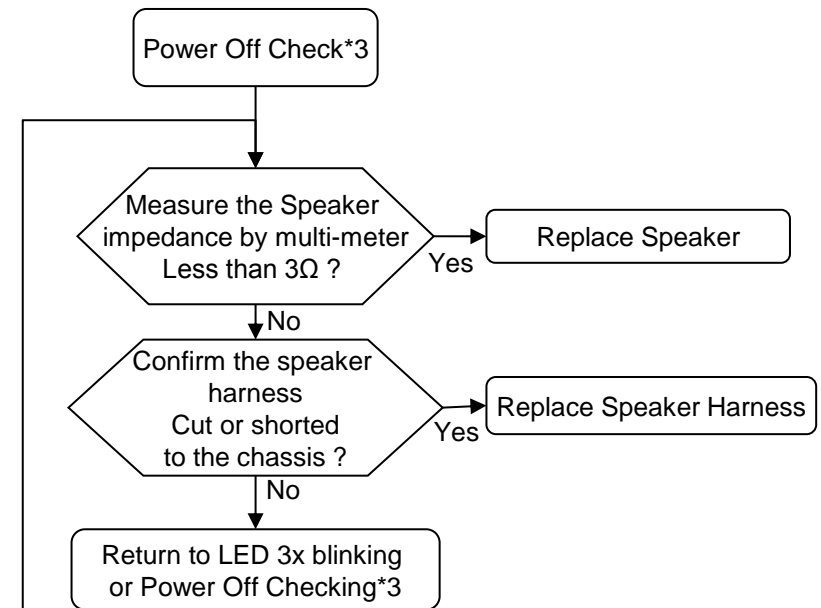 Power Off Check*3
Measure the Speaker
impedance by multi-meter
Less than 3Ω ?
Yes
Replace Speaker
No
Confirm the speaker
harness
Cut or shorted
to the chassis ?
Yes
Replace Speaker Harness
No
Return to LED 3x blinking
or Power Off Checking*3